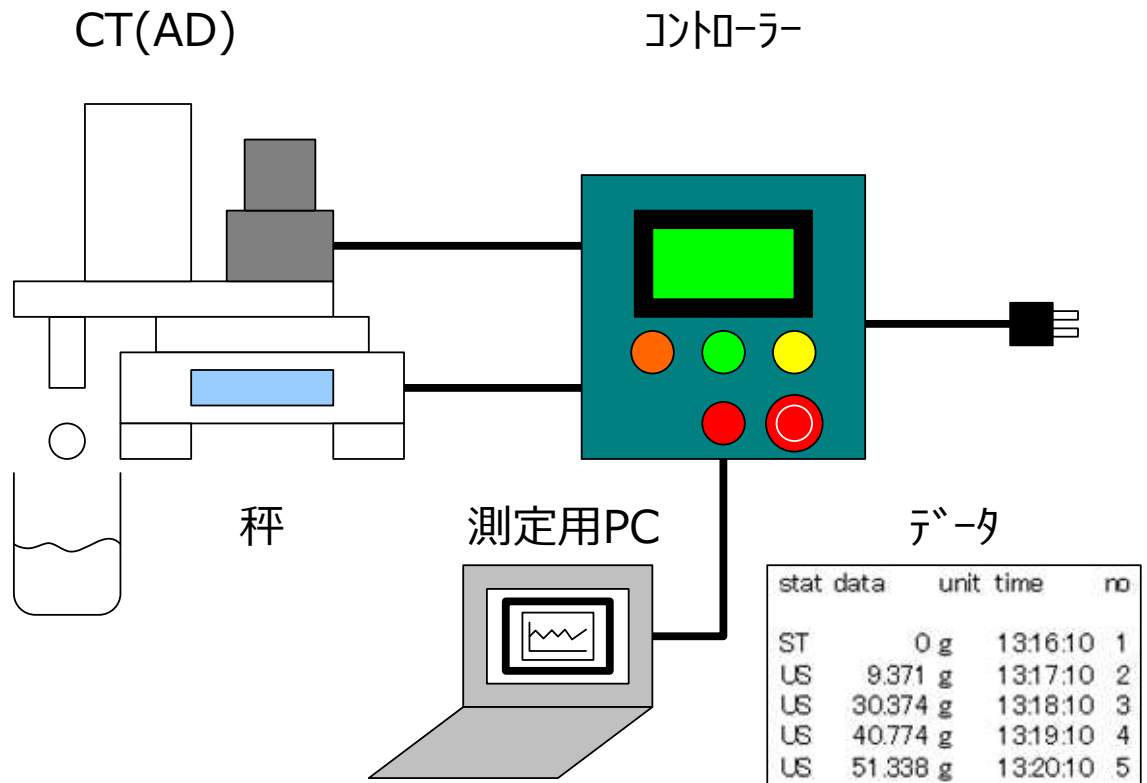 CT(AD)
ｺﾝﾄﾛｰﾗｰ
秤
測定用PC
ﾃﾞｰﾀ
stat data unit time no
ST 0 g 13:16:10 1
US 9.371 g 13:17:10 2
US 30.374 g 13:18:10 3
US 40.774 g 13:19:10 4
US 51.338 g 13:20:10 5